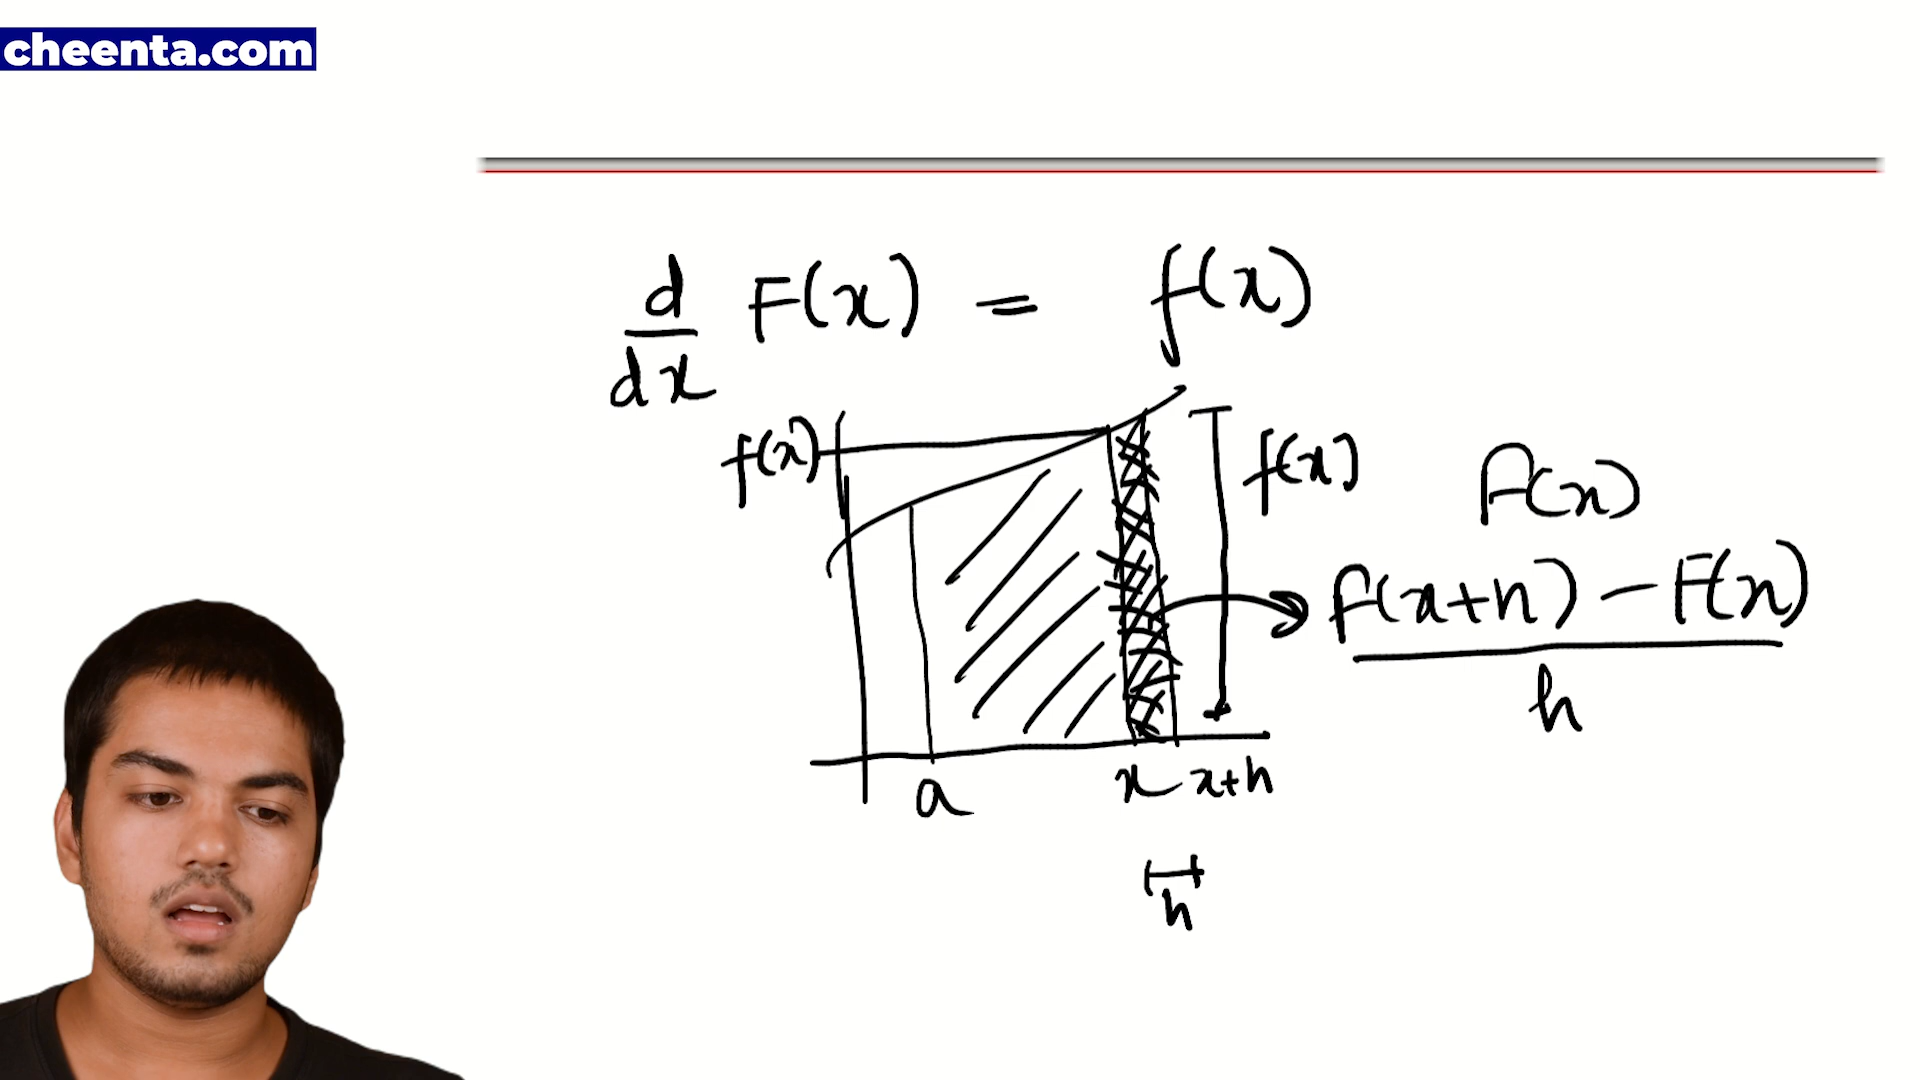 cheenta.com
d/dx F(x) = f(x)
f(x)
f(x)
F(x)
F(x+h) - F(x)
h
a
x
x+h
h